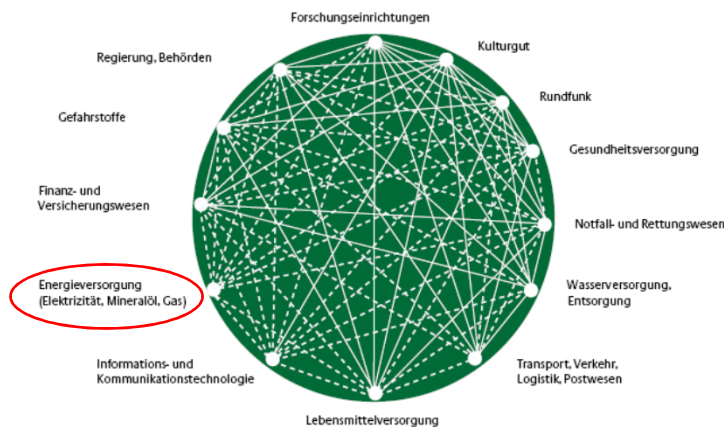 Forschungseinrichtungen
Kulturgut
Regierung, Behörden
Rundfunk
Gefahrstoffe
Gesundheitsversorgung
Finanz- und
Versicherungswesen
Notfall- und Rettungswesen
Energieversorgung
(Elektrizität, Mineralöl, Gas)
Wasserversorgung,
Entsorgung
Informations- und
Kommunikationstechnologie
Transport, Verkehr,
Logistik, Postwesen
Lebensmittelversorgung